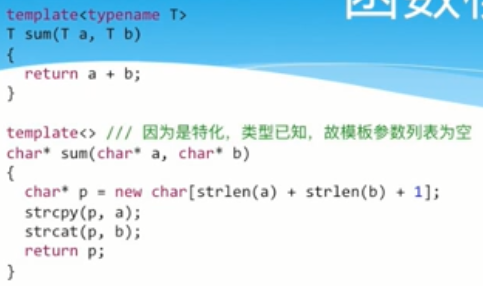 函数模
template<typename T>
T sum(T a, T b)
{
  return a + b;
}
template<> /// 因为是特化，类型已知，故模板参数列表为空
char* sum(char* a, char* b)
{
  char* p = new char[strlen(a) + strlen(b) + 1];
  strcpy(p, a);
  strcat(p, b);
  return p;
}